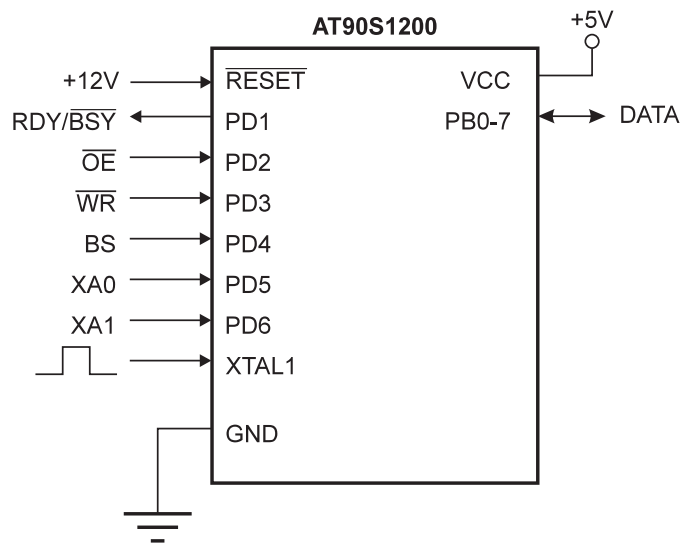 AT90S1200
+5V
+12V
RESET
VCC
RDY/BSY
PD1
PB0-7
DATA
OE
PD2
WR
PD3
BS
PD4
XA0
PD5
XA1
PD6
XTAL1
GND